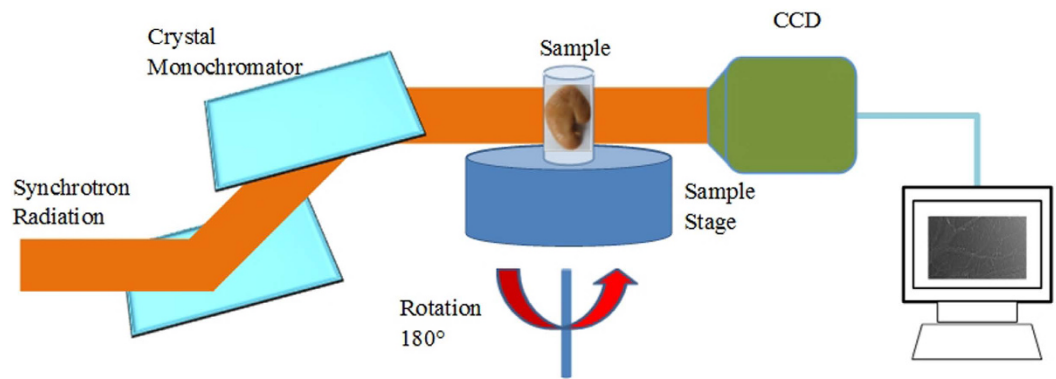 Crystal
Monochromator
Sample
CCD
Synchrotron
Radiation
Sample
Stage
Rotation
180°